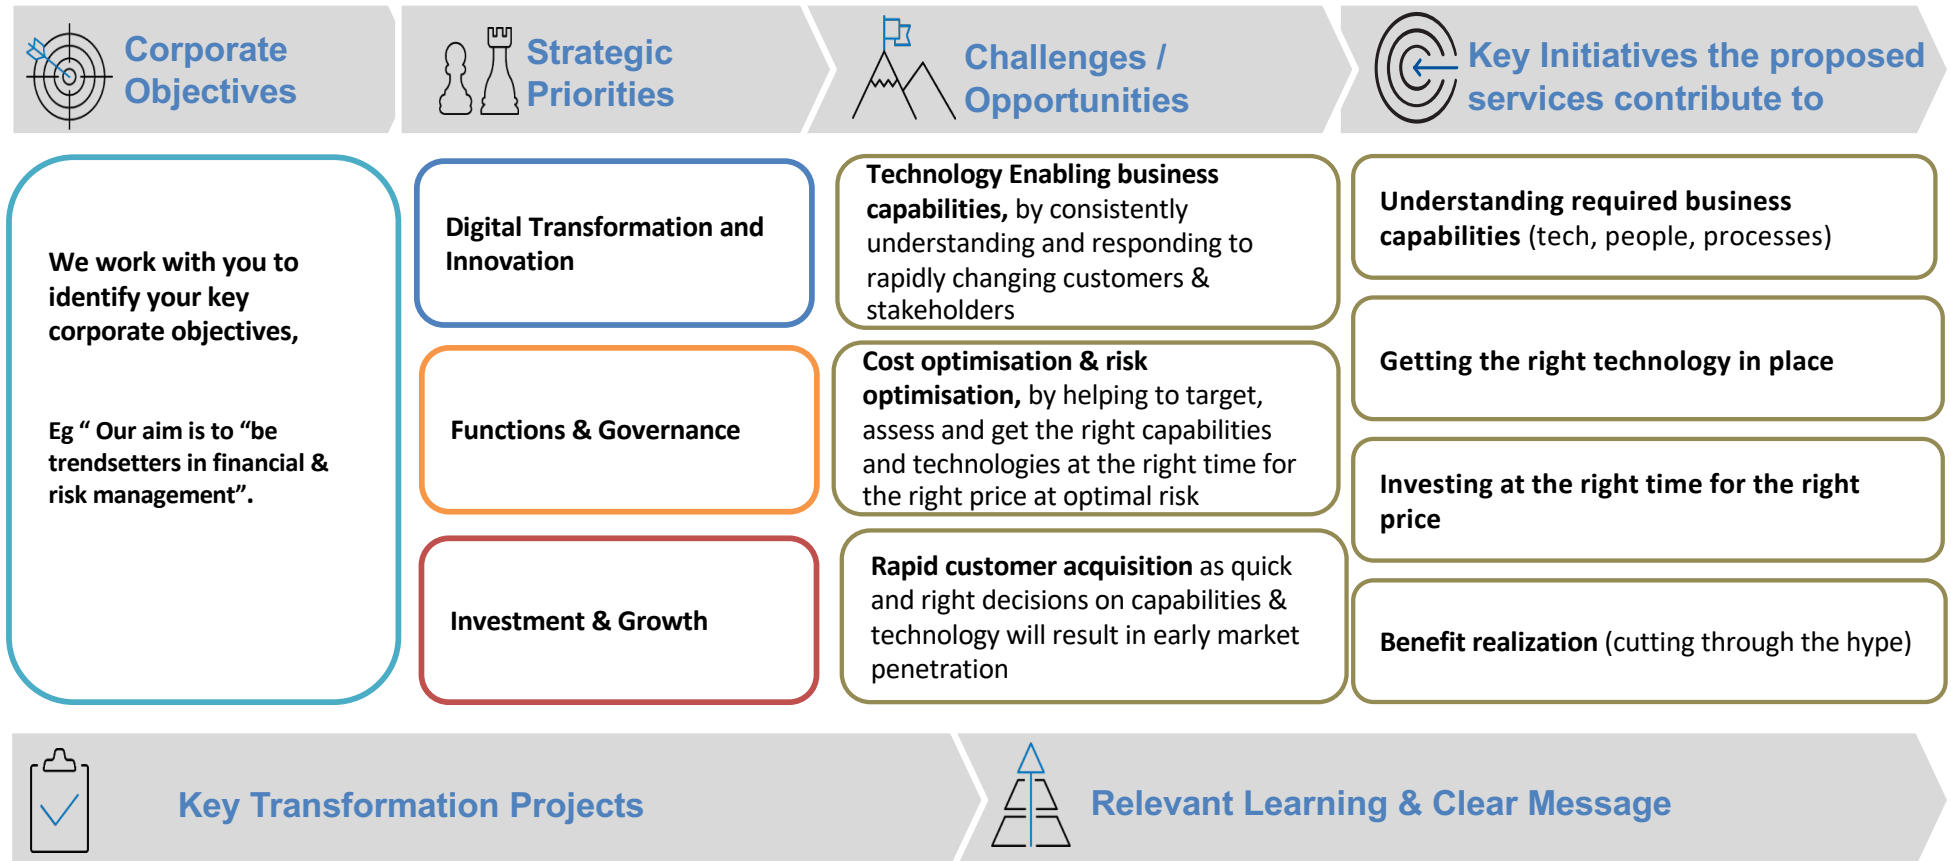 Corporate
Objectives
Strategic
Priorities
Challenges /
Opportunities
Key Initiatives the proposed
services contribute to
We work with you to
identify your key
corporate objectives,
Eg “ Our aim is to “be
trendsetters in financial &
risk management”.
Digital Transformation and
Innovation
Functions & Governance
Investment & Growth
Technology Enabling business
capabilities, by consistently
understanding and responding to
rapidly changing customers &
stakeholders
Cost optimisation & risk
optimisation, by helping to target,
assess and get the right capabilities
and technologies at the right time for
the right price at optimal risk
Rapid customer acquisition as quick
and right decisions on capabilities &
technology will result in early market
penetration
Understanding required business
capabilities (tech, people, processes)
Getting the right technology in place
Investing at the right time for the right
price
Benefit realization (cutting through the hype)
Key Transformation Projects
Relevant Learning & Clear Message